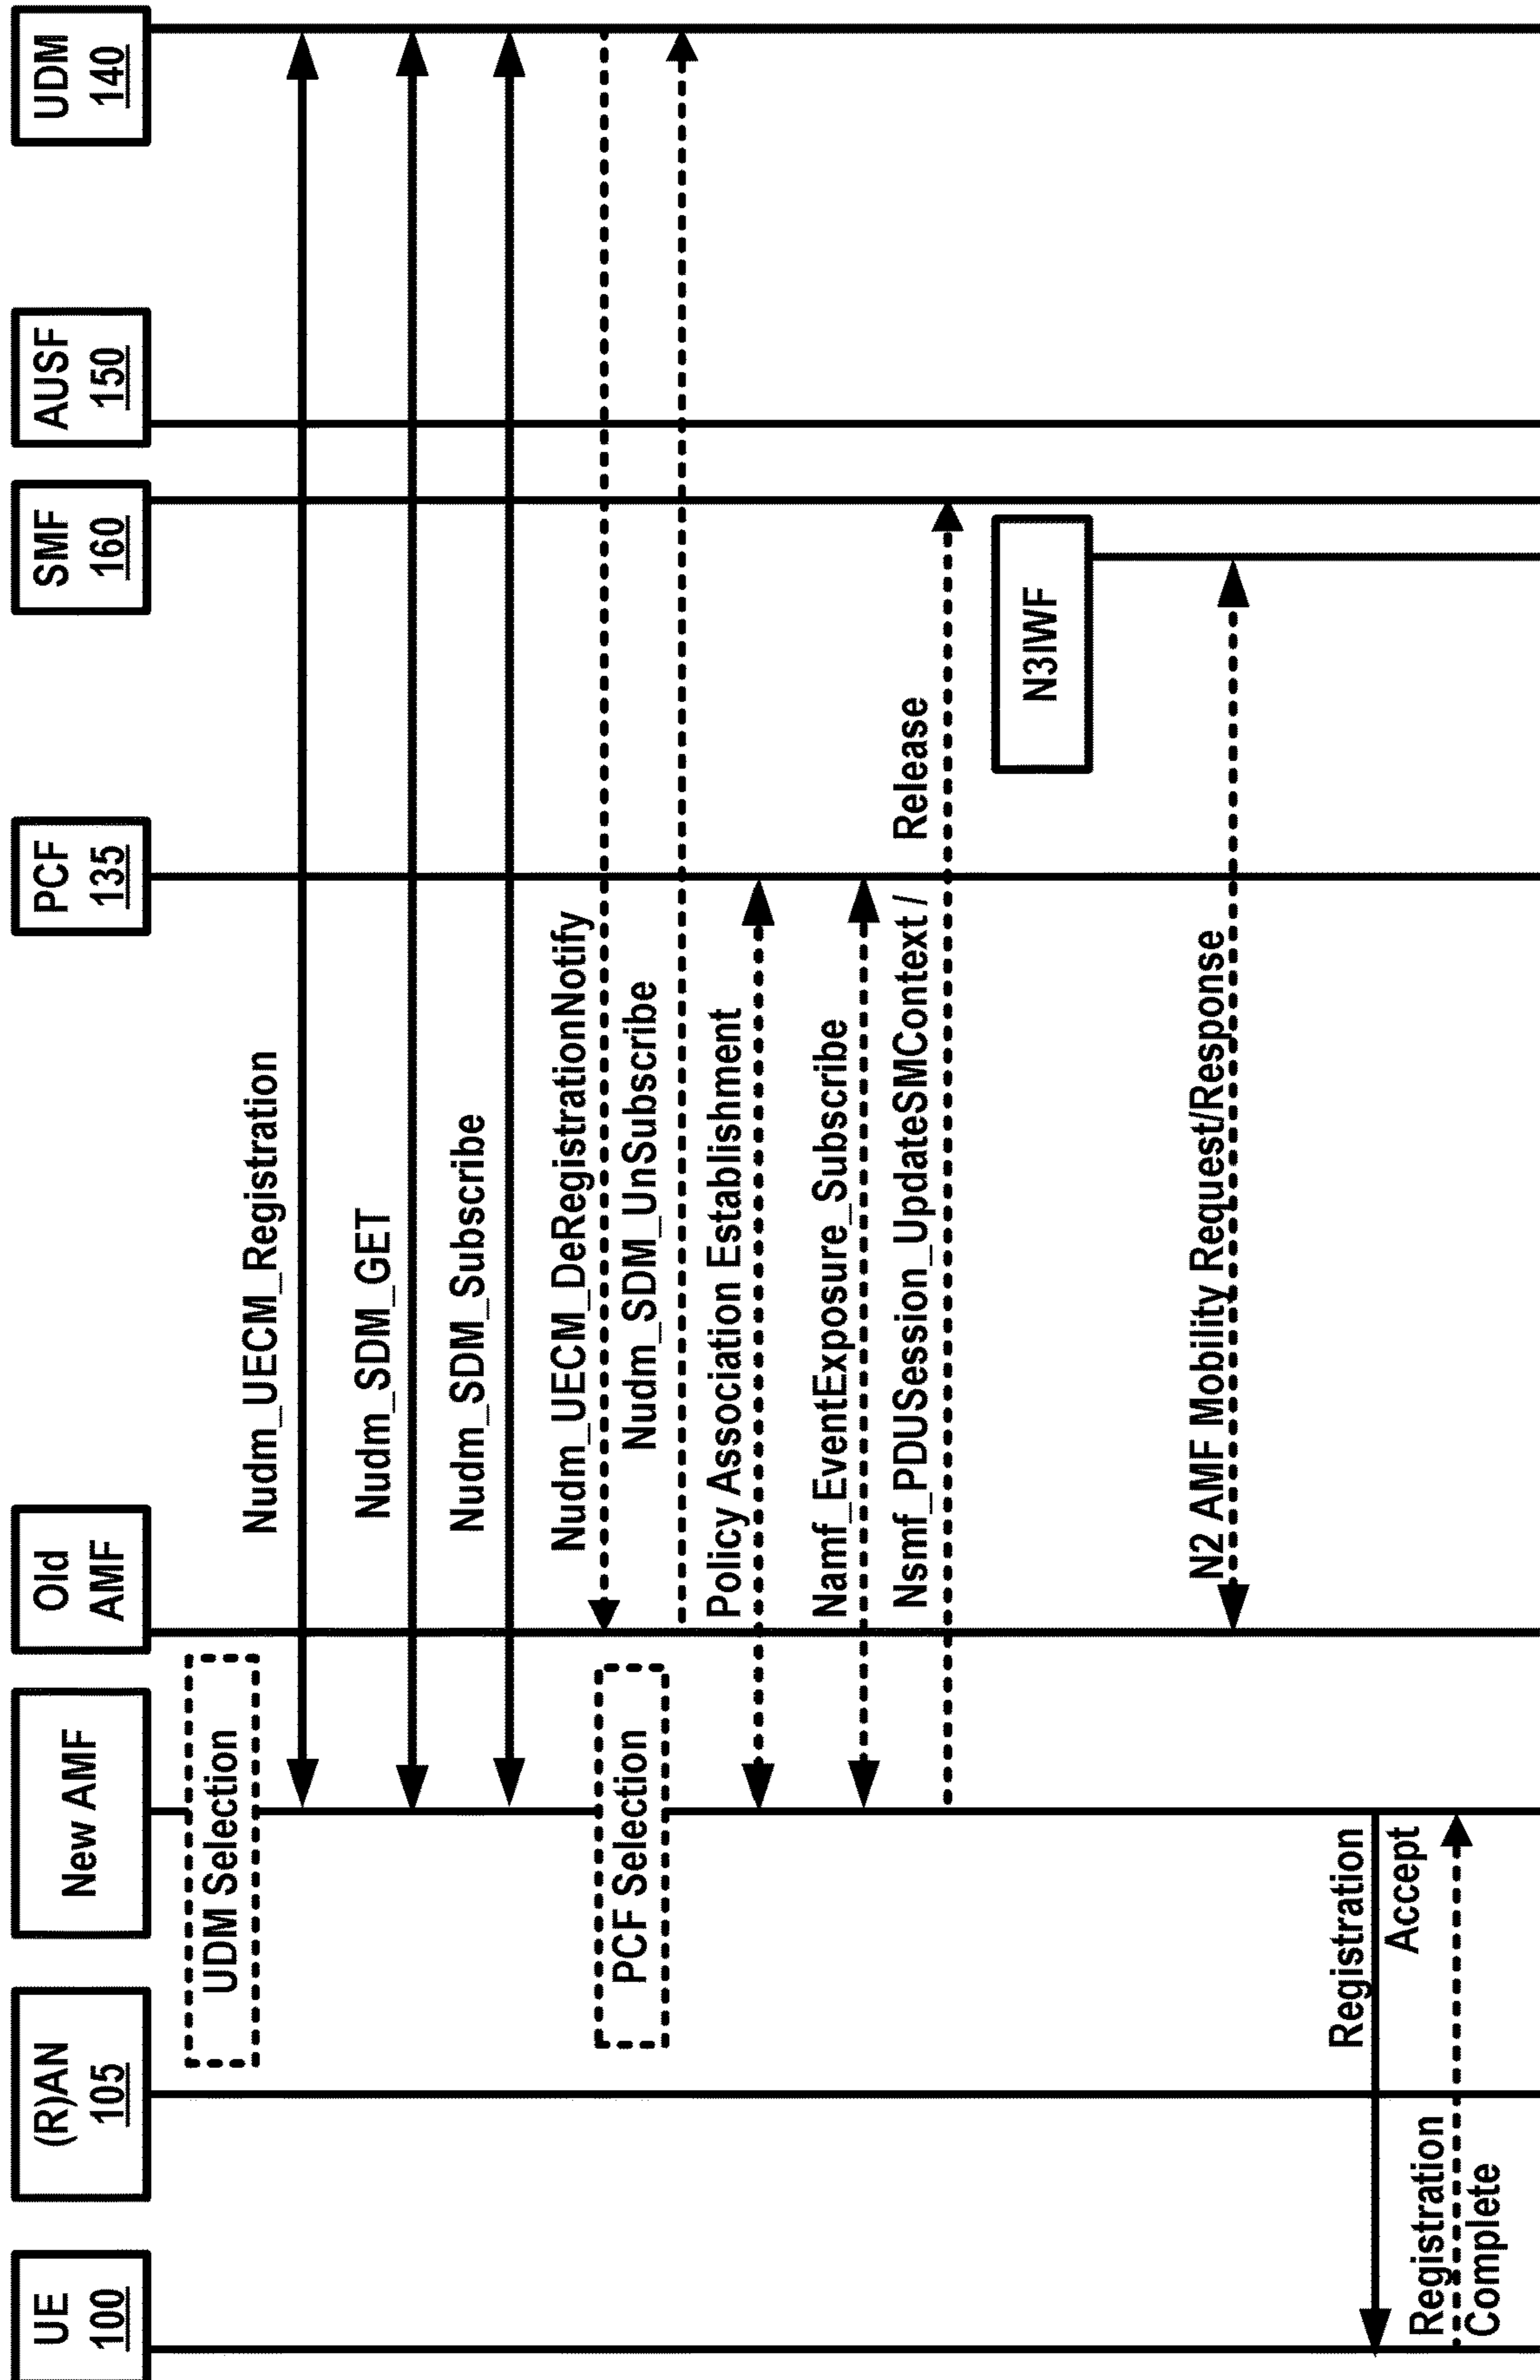 UE
100
(R)AN
105
New AMF
Old
AMF
PCF
135
SMF
160
AUSF
150
UDM
140
UDM Selection
Nudm_UECM_Registration
Nudm_SDM_GET
Nudm_SDM_Subscribe
Nudm_UECM_DeRegistrationNotify
PCF Selection
Nudm_SDM_UnSubscribe
Policy Association Establishment
Namf_EventExposure_Subscribe
Nsmf_PDUSession_UpdateSMContext / Release
N3IWF
N2 AMF Mobility Request/Response
Registration
Accept
Registration
Complete